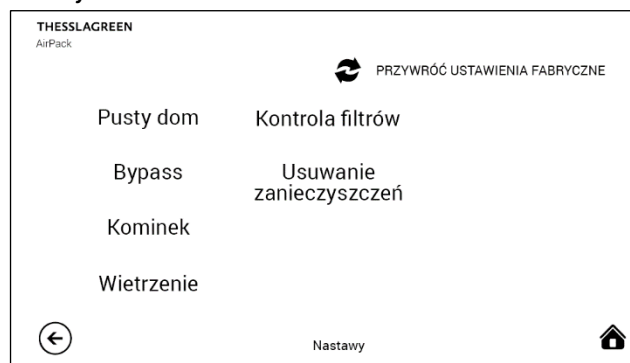 THESSLAGREEN
AirPack
PRZYWRÓĆ USTAWIENIA FABRYCZNE
Pusty dom
Kontrola filtrów
Bypass
Usuwanie
zanieczyszczeń
Kominek
Wietrzenie
Nastawy